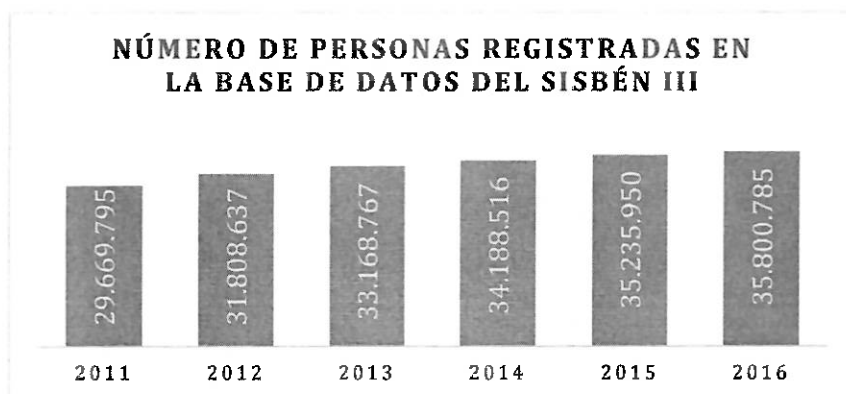 NÚMERO DE PERSONAS REGISTRADAS EN
LA BASE DE DATOS DEL SISBÉN III
29.669.795
31.808.637
33.168.767
34.188.516
35.235.950
35.800.785
2011 2012 2013 2014 2015 2016